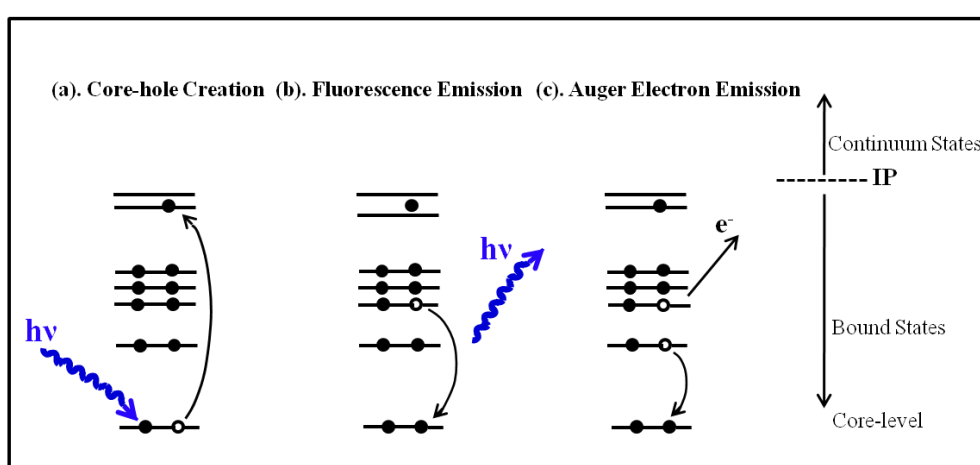 (a). Core-hole Creation (b). Fluorescence Emission (c). Auger Electron Emission
Continuum States
IP
e-
hν
hν
Bound States
Core-level